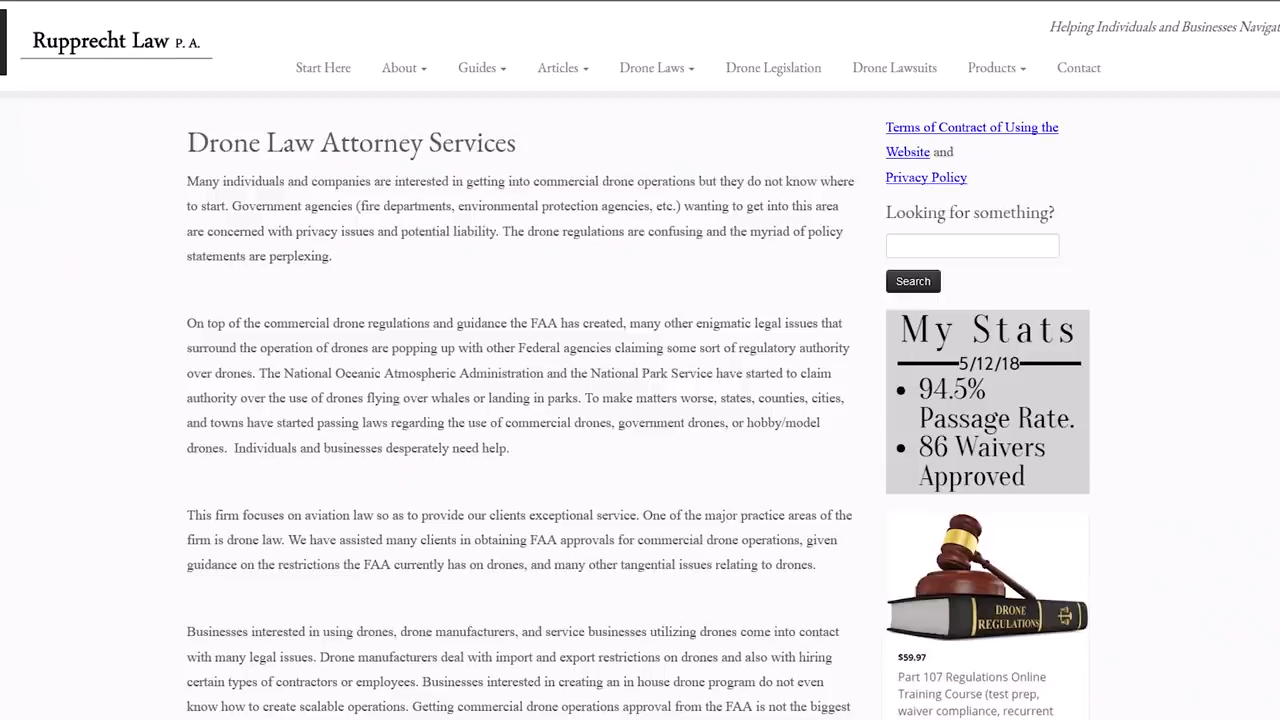 Rupprecht Law P. A.
Helping Individuals and Businesses
Start Here
About
Guides
Articles
Drone Laws
Drone Legislation
Drone Lawsuits
Products
Contact
Drone Law Attorney Services
Many individuals and companies are interested in getting into commercial drone operations but they do not know where
to start. Government agencies (fire departments, environmental protection agencies, etc.) wanting to get into this area
are concerned with privacy issues and potential liability. The drone regulations are confusing and the myriad of policy
statements are perplexing.
On top of the commercial drone regulations and guidance the FAA has created, many other enigmatic legal issues that
surround the operation of drones are popping up with other Federal agencies claiming some sort of regulatory authority
over drones. The National Oceanic Atmospheric Administration and the National Park Service have started to claim
authority over the use of drones flying over whales or landing in parks. To make matters worse, states, counties, cities,
and towns have started passing laws regarding the use of commercial drones, government drones, or hobby/model
drones. Individuals and businesses desperately need help.
This firm focuses on aviation law so as to provide our clients exceptional service. One of the major practice areas of the
firm is drone law. We have assisted many clients in obtaining FAA approvals for commercial drone operations, given
guidance on the restrictions the FAA currently has on drones, and many other tangential issues relating to drones.
Businesses interested in using drones, drone manufacturers, and service businesses utilizing drones come into contact
with many legal issues. Drone manufacturers deal with import and export restrictions on drones and also with hiring
certain types of contractors or employees. Businesses interested in creating an in house drone program do not even
know how to create scalable operations. Getting commercial drone operations approval from the FAA is not the biggest
Terms of Contract of Using the
Website and
Privacy Policy
Looking for something?
Search
My Stats
5/12/18
• 94.5%
Passage Rate.
• 86 Waivers
Approved
DRONE
REGULATIONS
$59.97
Part 107 Regulations Online
Training Course (test prep,
waiver compliance, recurrent